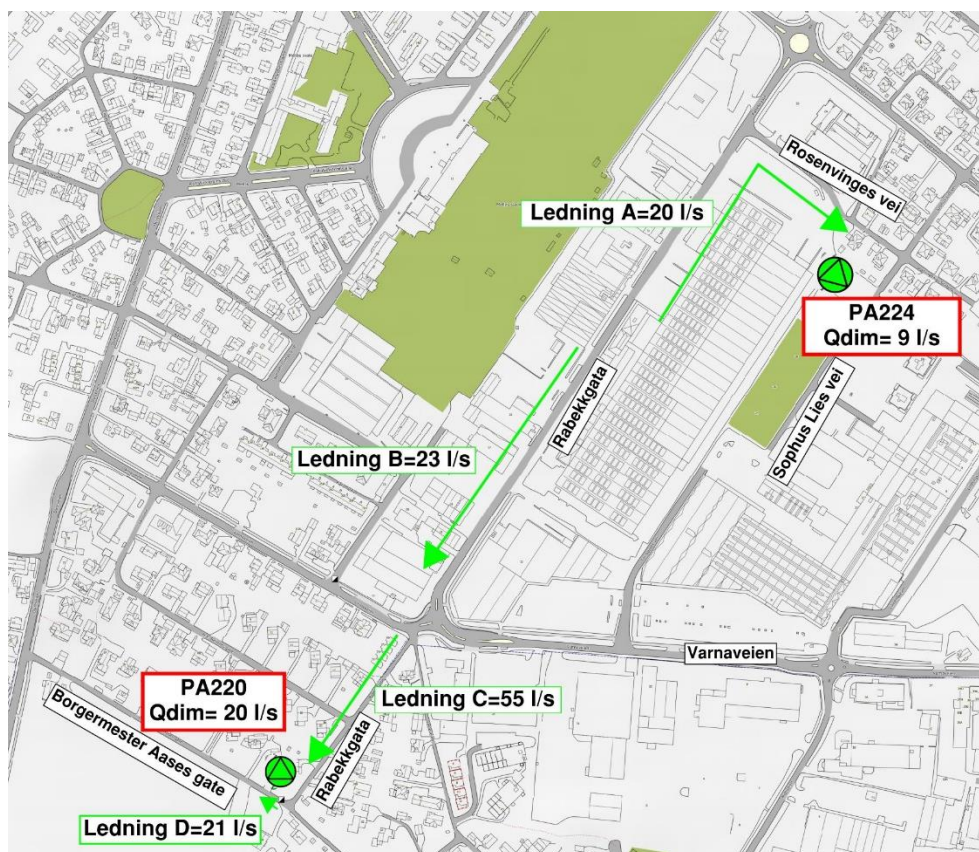 Rosenvinges vei
Ledning A=20 l/s
PA224
Qdim= 9 l/s
Rabekkgata
Sophus Lies vei
Ledning B=23 l/s
Varnaveien
PA220
Qdim= 20 l/s
Ledning C=55 l/s
Borgermester Aases gate
Rabekkgata
Ledning D=21 l/s